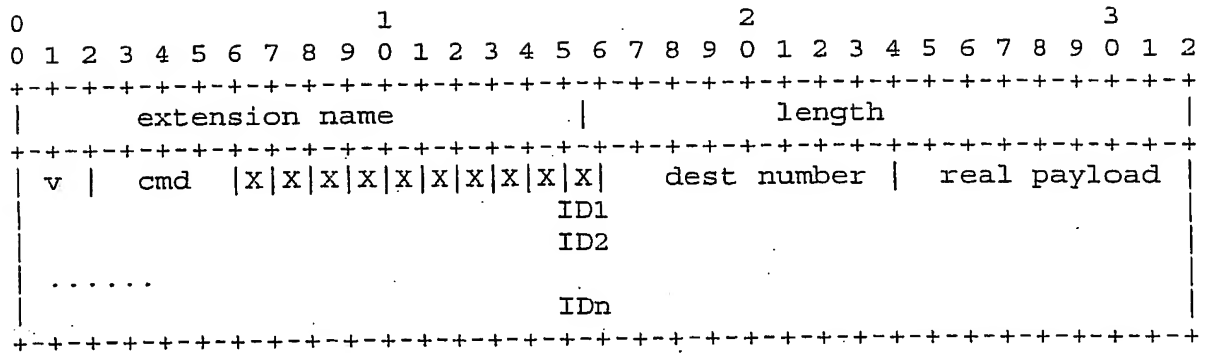 0                   1                   2                   3
0 1 2 3 4 5 6 7 8 9 0 1 2 3 4 5 6 7 8 9 0 1 2 3 4 5 6 7 8 9 0 1 2
+-+-+-+-+-+-+-+-+-+-+-+-+-+-+-+-+-+-+-+-+-+-+-+-+-+-+-+-+-+-+-+-+
|      extension name           |          length                |
+-+-+-+-+-+-+-+-+-+-+-+-+-+-+-+-+-+-+-+-+-+-+-+-+-+-+-+-+-+-+-+-+
| v |  cmd  |X|X|X|X|X|X|X|X|X|X|   dest number |  real payload |
|                              ID1                               |
|                              ID2                               |
| ......                                                         |
|                              IDn                               |
+-+-+-+-+-+-+-+-+-+-+-+-+-+-+-+-+-+-+-+-+-+-+-+-+-+-+-+-+-+-+-+-+